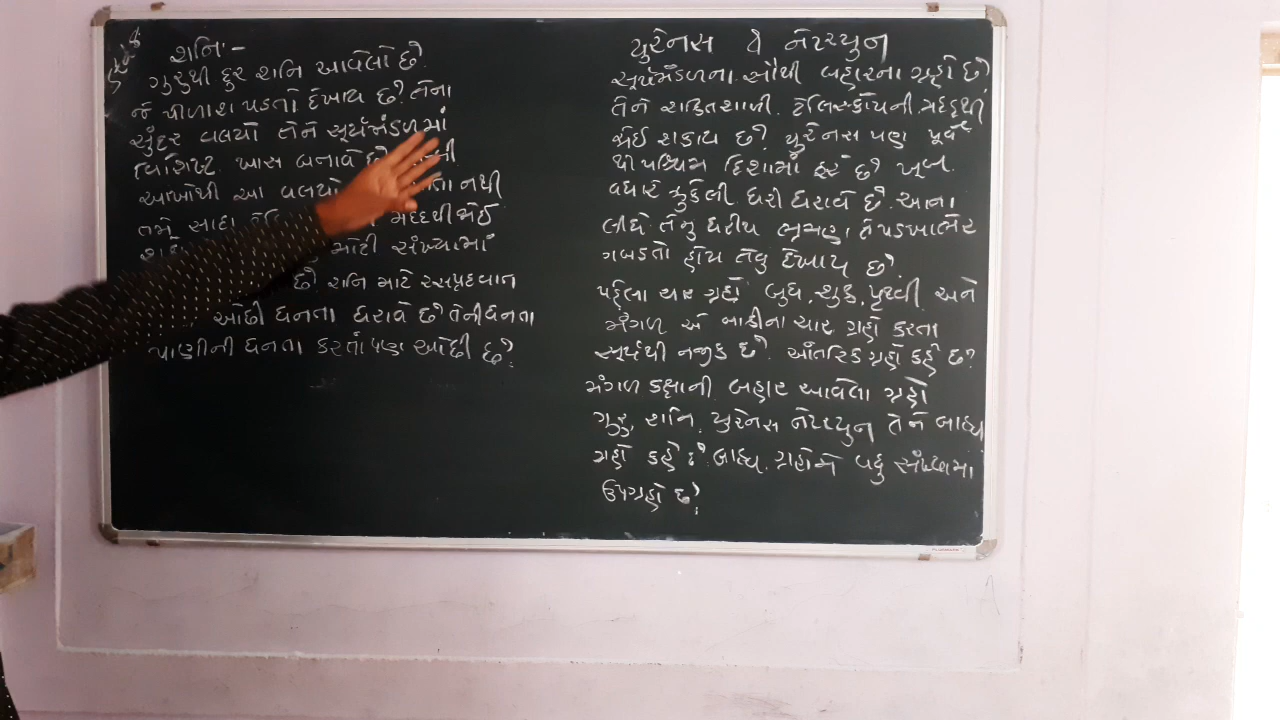 શનિ :-
ગુરુથી દુર શનિ આવેલો છે.
જે પીળાશ પડતો દેખાય છે. તેના
સુંદર વલયો તેને સૂર્યમંડળમાં
વિશિષ્ટ ખાસ બનાવે છે
આંખોથી આ વલયો નથી
તમે સાદા મદદથી જોઈ
મોટી સંખ્યામાં
છે. શનિ માટે રસપ્રદ વાત
ઓછી ઘનતા ધરાવે છે. તેની ઘનતા
પાણીની ઘનતા કરતાં પણ ઓછી છે.
યુરેનસ ને નેપ્ચ્યુન
સૂર્યમંડળના સૌથી બહારના ગ્રહો છે
તેને શક્તિશાળી ટેલિસ્કોપની મદદથી
જોઈ શકાય છે. યુરેનસ પણ પૂર્વ
થી પશ્ચિમ દિશામાં ફરે છે. ખૂબ
વધારે ઝુકેલી ધરી ધરાવે છે. આના
લીધે તેનુ ધરીય ભ્રમણ તે પડખાભેર
ગબડતો હોય તેવુ દેખાય છે.
પહેલા ચાર ગ્રહો બુધ, શુક્ર, પૃથ્વી અને
મંગળ એ બાકીના ચાર ગ્રહો કરતા
સૂર્યથી નજીક છે. આંતરિક ગ્રહો કહે છે.
મંગળ કક્ષાની બહાર આવેલા ગ્રહો
ગુરુ, શનિ, યુરેનસ નેપ્ચ્યુન તેને બાહ્ય
ગ્રહો કહે છે. બાહ્ય ગ્રહોને વધુ સંખ્યામા
ઉપગ્રહો છે.